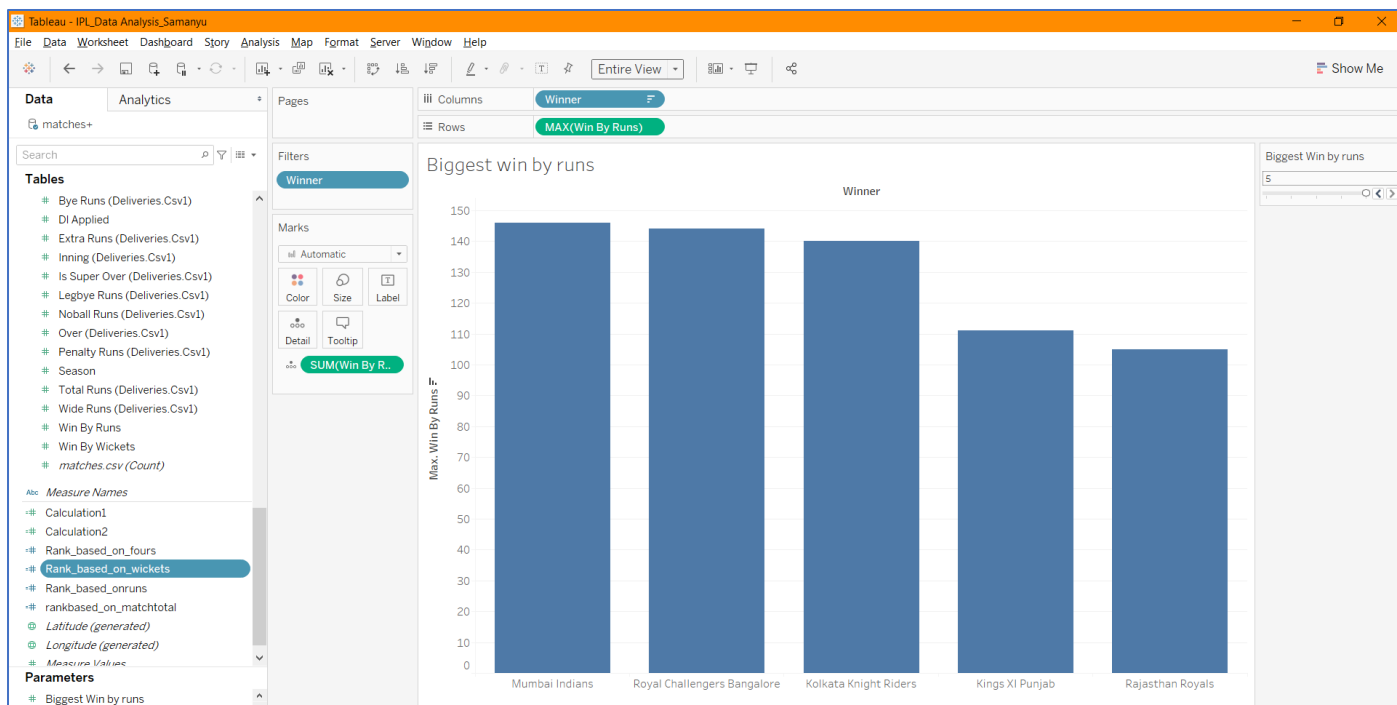 Tableau - IPL_Data Analysis_Samanyu
File Data Worksheet Dashboard Story Analysis Map Format Server Window Help
Entire View
Show Me
Data Analytics
matches+
Search
Tables
Bye Runs (Deliveries.Csv1)
Dl Applied
Extra Runs (Deliveries.Csv1)
Inning (Deliveries.Csv1)
Is Super Over (Deliveries.Csv1)
Legbye Runs (Deliveries.Csv1)
Noball Runs (Deliveries.Csv1)
Over (Deliveries.Csv1)
Penalty Runs (Deliveries.Csv1)
Season
Total Runs (Deliveries.Csv1)
Wide Runs (Deliveries.Csv1)
Win By Runs
Win By Wickets
matches.csv (Count)
Abc Measure Names
Calculation1
Calculation2
Rank_based_on_fours
Rank_based_on_wickets
Rank_based_onruns
rankbased_on_matchtotal
Latitude (generated)
Longitude (generated)
Measure Values
Parameters
Biggest Win by runs
Pages
Filters
Winner
Marks
Automatic
Color Size Label
Detail Tooltip
SUM(Win By R..
Columns Winner
Rows MAX(Win By Runs)
Biggest win by runs
Winner
Max. Win By Runs
150
140
130
120
110
100
90
80
70
60
50
40
30
20
10
0
Mumbai Indians Royal Challengers Bangalore Kolkata Knight Riders Kings XI Punjab Rajasthan Royals
Biggest Win by runs
5